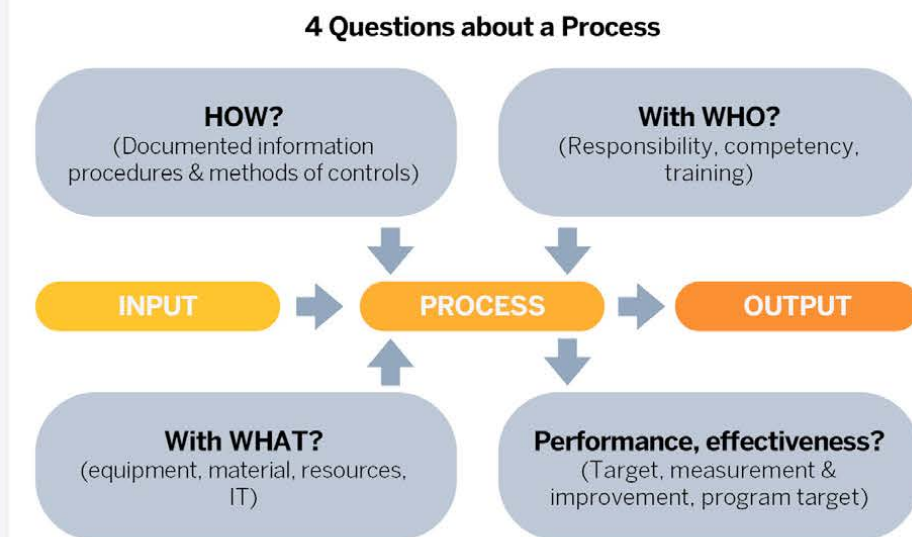 4 Questions about a Process
HOW?
(Documented information
procedures & methods of controls)
With WHO?
(Responsibility, competency,
training)
INPUT
PROCESS
OUTPUT
With WHAT?
(equipment, material, resources,
IT)
Performance, effectiveness?
(Target, measurement &
improvement, program target)